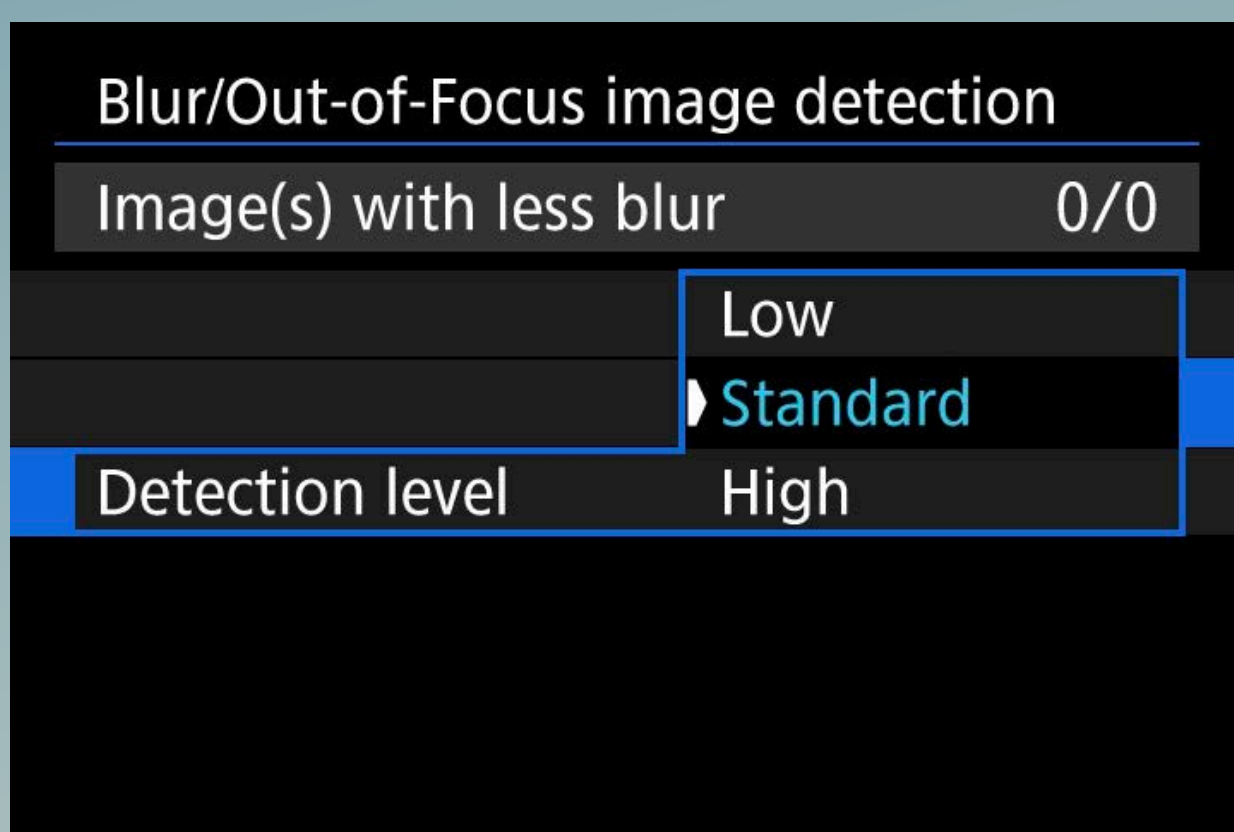 Blur/Out-of-Focus image detection
Image(s) with less blur 0/0
Low
Standard
Detection level High